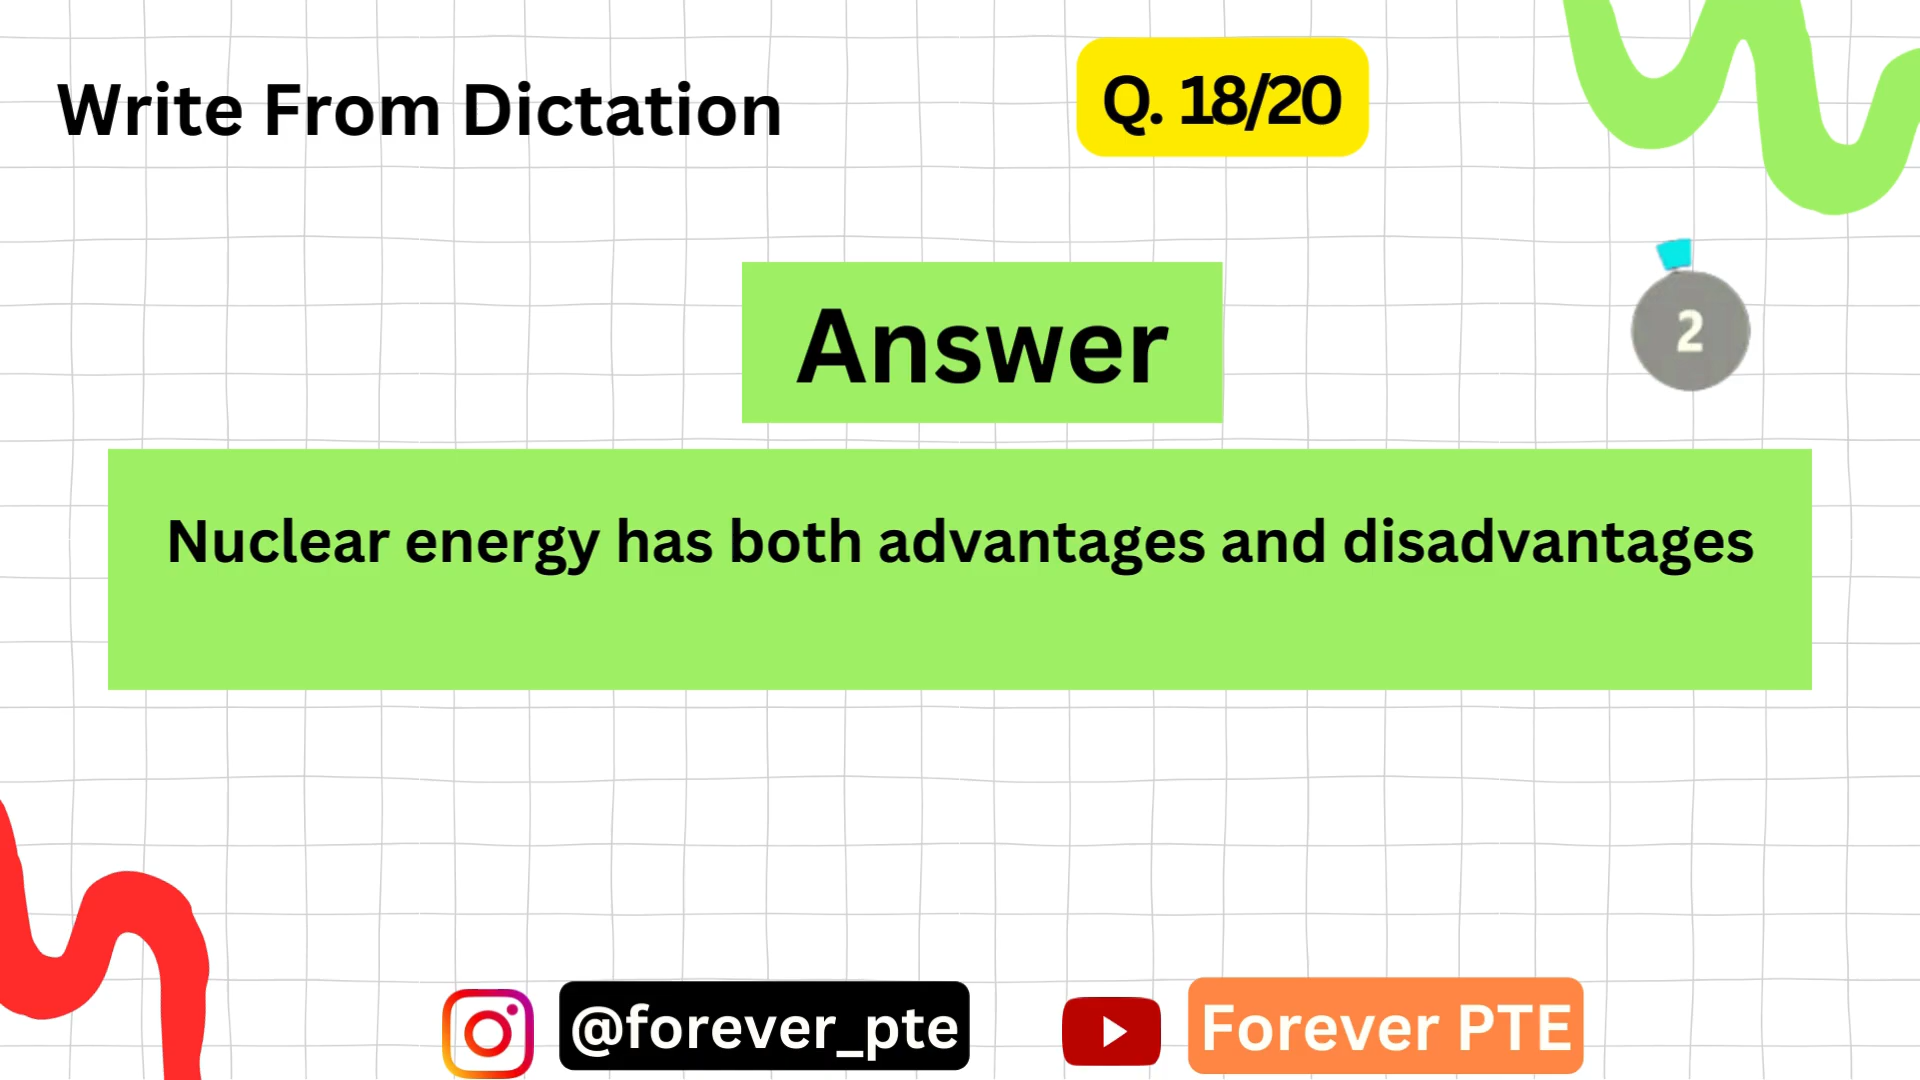 Write From Dictation
Q. 18/20
Answer
2
Nuclear energy has both advantages and disadvantages
@forever_pte
Forever PTE